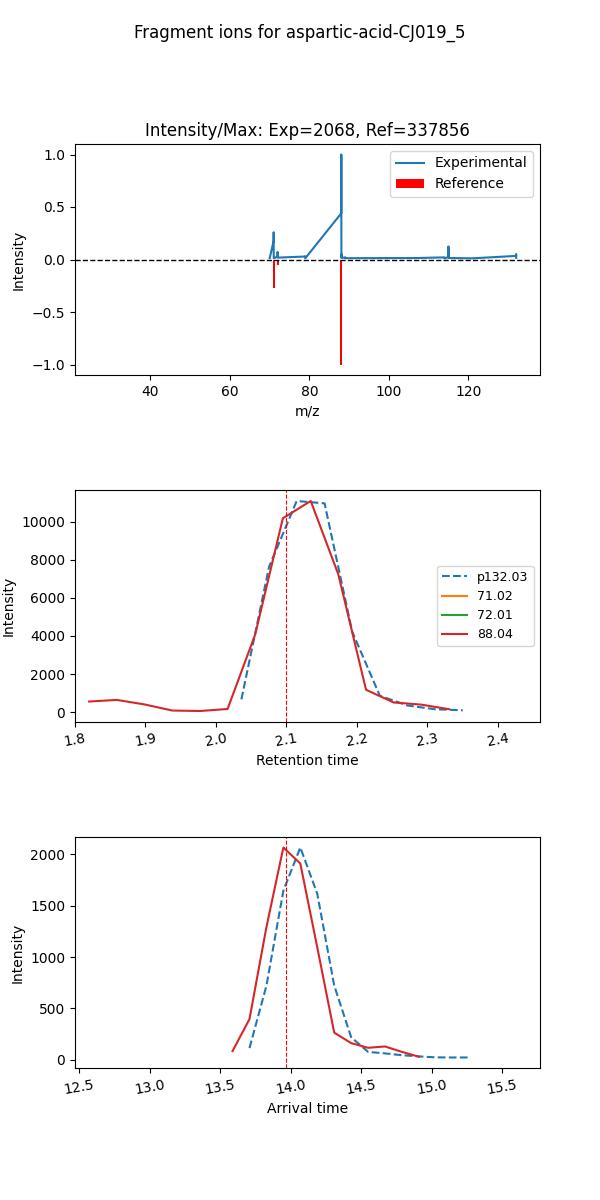 Fragment ions for aspartic-acid-CJ019_5
Intensity/Max: Exp=2068, Ref=337856
1.0
0.5
0.0
−0.5
−1.0
Intensity
Experimental
Reference
40 60 80 100 120
m/z
10000
8000
6000
4000
2000
0
Intensity
p132.03
71.02
72.01
88.04
1.8 1.9 2.0 2.1 2.2 2.3 2.4
Retention time
2000
1500
1000
500
0
Intensity
12.5 13.0 13.5 14.0 14.5 15.0 15.5
Arrival time